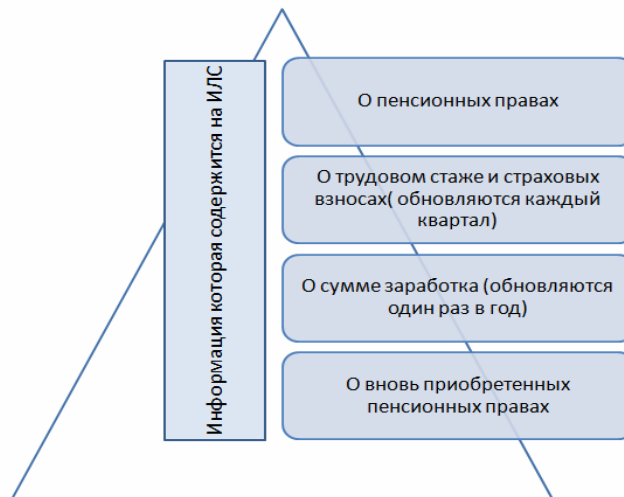 Информация которая содержится на ИЛС
О пенсионных правах
О трудовом стаже и страховых
взносах( обновляются каждый
квартал)
О сумме заработка (обновляются
один раз в год)
О вновь приобретенных
пенсионных правах